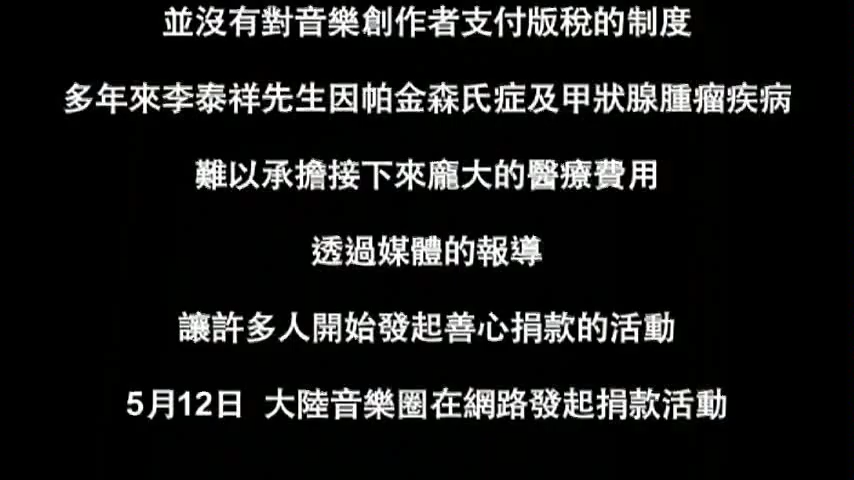 並沒有對音樂創作者支付版稅的制度
多年來李泰祥先生因帕金森氏症及甲狀腺腫瘤疾病
難以承擔接下來龐大的醫療費用
透過媒體的報導
讓許多人開始發起善心捐款的活動
5月12日 大陸音樂圈在網路發起捐款活動